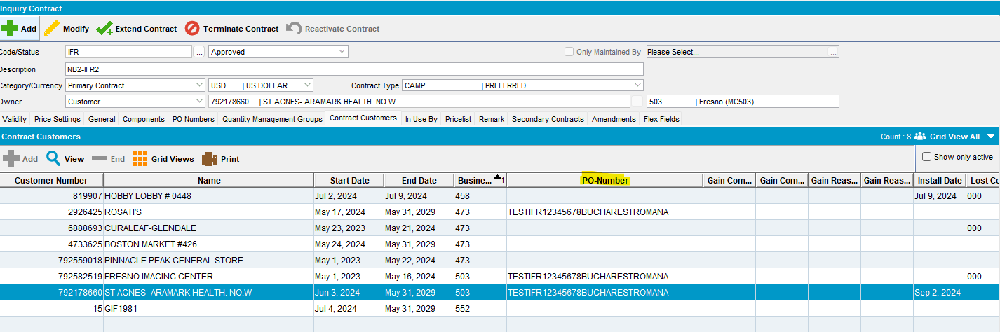 Inquiry Contract
Add Modify Extend Contract Terminate Contract Reactivate Contract
Code/Status IFR ... Approved Only Maintained By Please Select... ...
Description NB2-IFR2
Category/Currency Primary Contract USD | US DOLLAR Contract Type CAMP | PREFERRED
Owner Customer 792178660 | ST AGNES- ARAMARK HEALTH. NO.W ... 503 | Fresno (MC503)
Validity Price Settings General Components PO Numbers Quantity Management Groups Contract Customers In Use By Pricelist Remark Secondary Contracts Amendments Flex Fields
Contract Customers Count : 8 Grid View All
Add View End Grid Views Print Show only active
Customer Number Name Start Date End Date Busine... 1 PO-Number Gain Com... Gain Com... Gain Reas... Gain Reas... Install Date Lost Co
819907 HOBBY LOBBY # 0448 Jul 2, 2024 Jul 9, 2024 458 Jul 9, 2024 000
2926425 ROSATI'S May 17, 2024 May 31, 2029 473 TESTIFR12345678BUCHARESTROMANA
6888693 CURALEAF-GLENDALE May 23, 2023 May 21, 2024 473 000
4733625 BOSTON MARKET #426 May 24, 2024 May 31, 2029 473
792559018 PINNACLE PEAK GENERAL STORE May 1, 2023 May 22, 2024 473
792582519 FRESNO IMAGING CENTER May 1, 2023 May 16, 2024 503 TESTIFR12345678BUCHARESTROMANA 000
792178660 ST AGNES- ARAMARK HEALTH. NO.W Jun 3, 2024 May 31, 2029 503 TESTIFR12345678BUCHARESTROMANA Sep 2, 2024
15 GIF1981 Jul 4, 2024 May 31, 2029 552